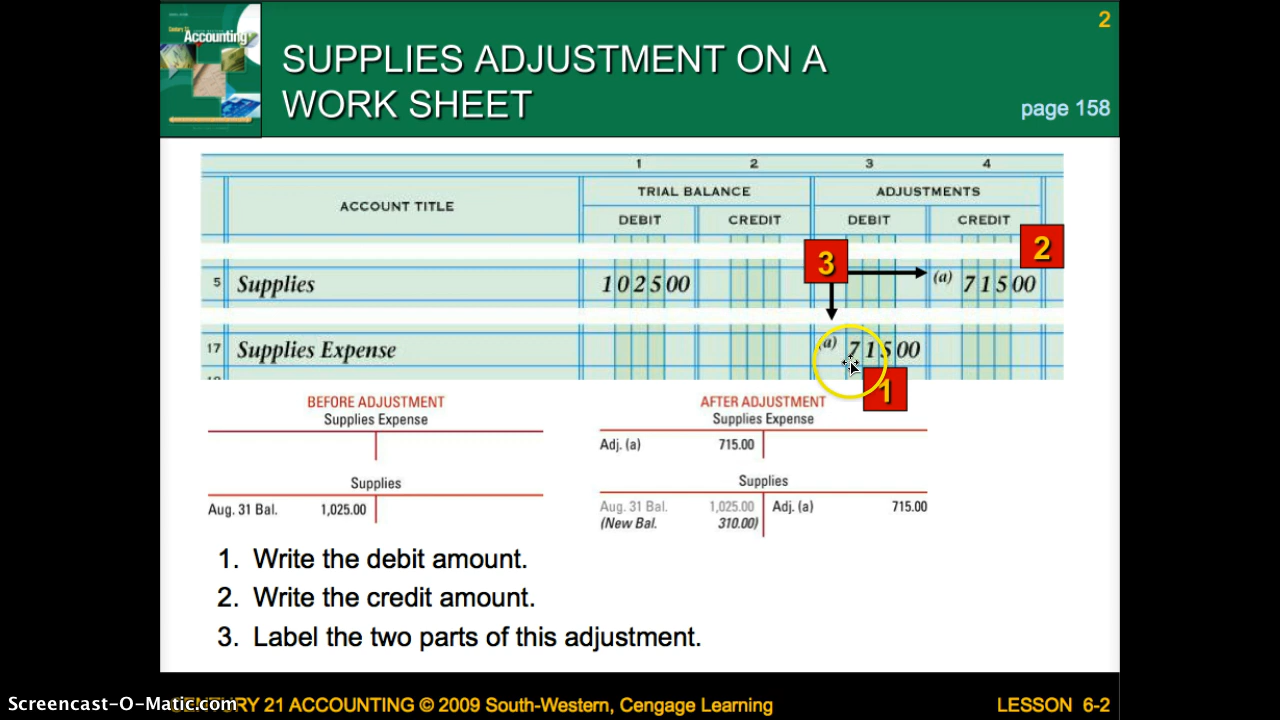 Century 21
Accounting
2
SUPPLIES ADJUSTMENT ON A
WORK SHEET
page 158
1 2 3 4
ACCOUNT TITLE
TRIAL BALANCE ADJUSTMENTS
DEBIT CREDIT DEBIT CREDIT
2
3
5 Supplies 1 0 2 5 00 (a) 7 1 5 00
17 Supplies Expense (a) 7 1 5 00
1
BEFORE ADJUSTMENT
Supplies Expense
Supplies
Aug. 31 Bal. 1,025.00
AFTER ADJUSTMENT
Supplies Expense
Adj. (a) 715.00
Supplies
Aug. 31 Bal. 1,025.00 Adj. (a) 715.00
(New Bal. 310.00)
1. Write the debit amount.
2. Write the credit amount.
3. Label the two parts of this adjustment.
Screencast-O-Matic.com
21 ACCOUNTING © 2009 South-Western, Cengage Learning
LESSON 6-2